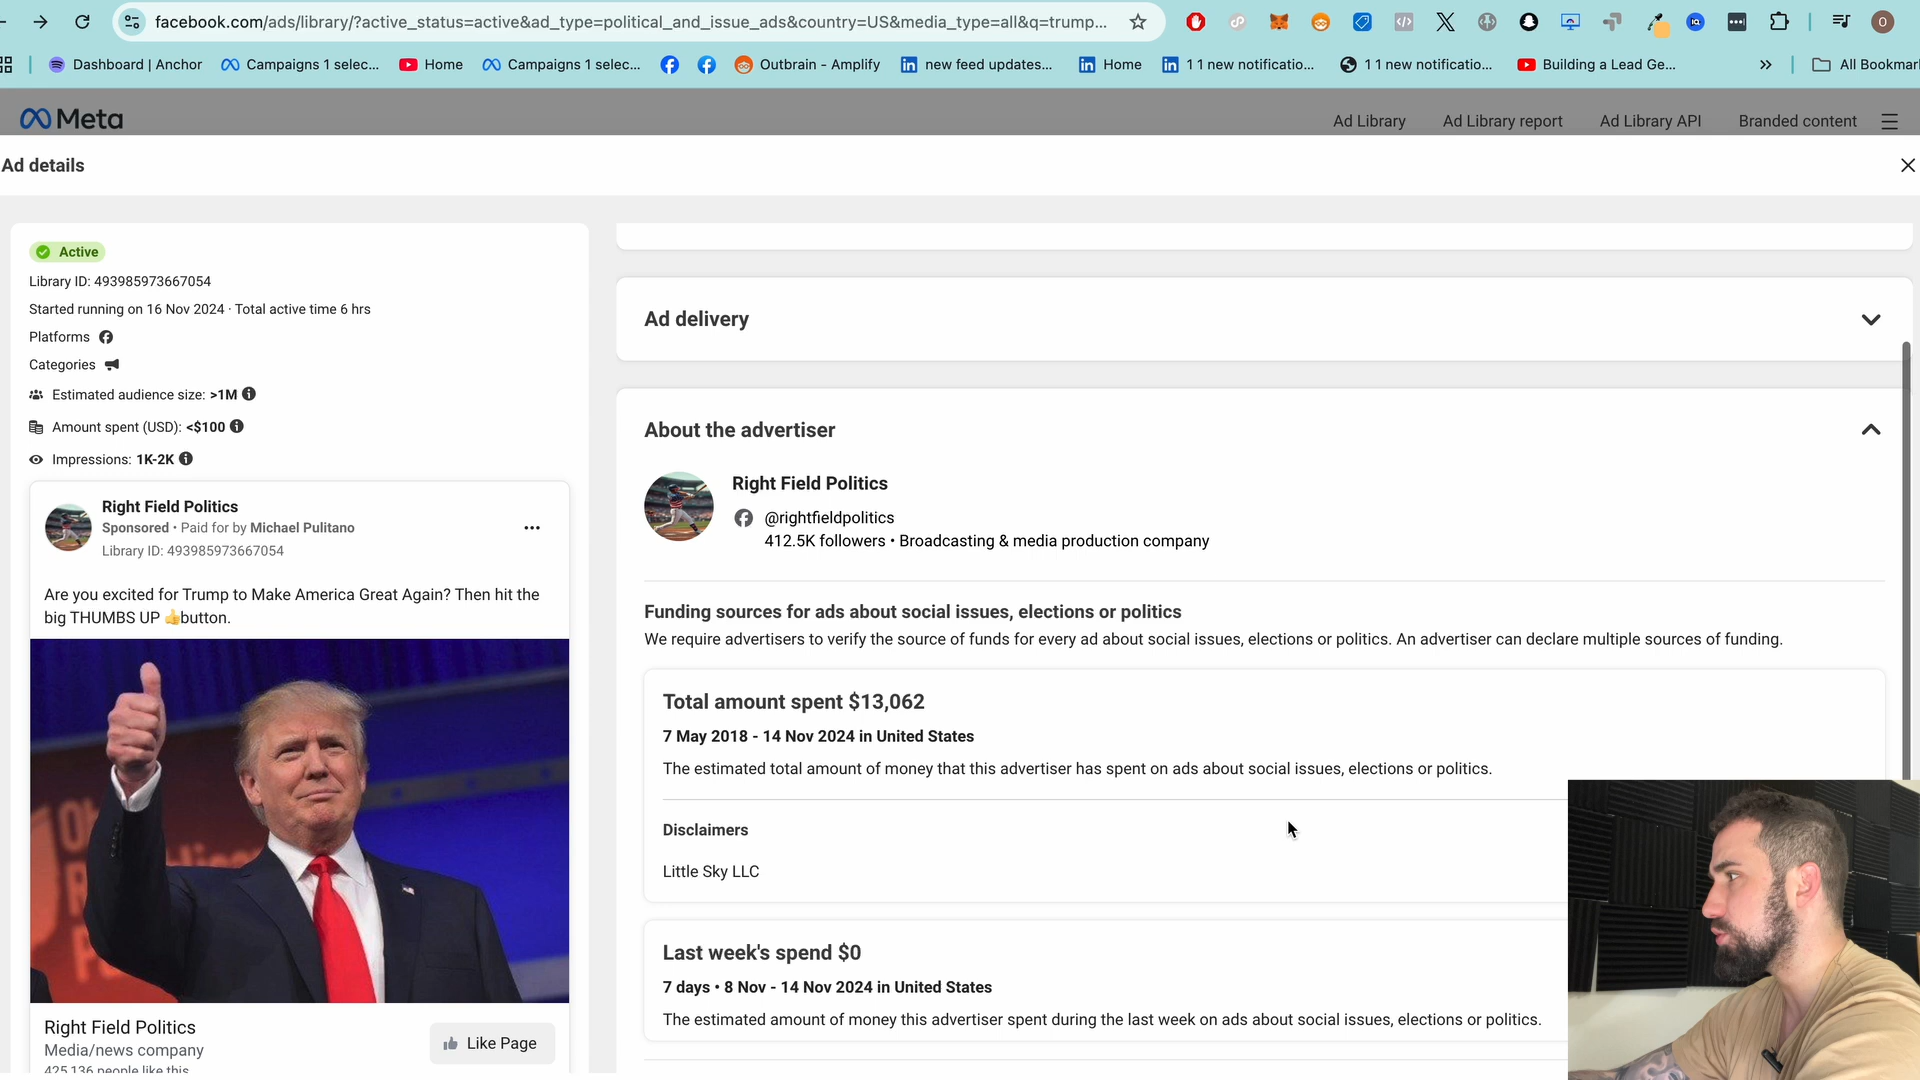 facebook.com/ads/library/?active_status=active&ad_type=political_and_issue_ads&country=US&media_type=all&q=trump...
Dashboard | Anchor
Campaigns 1 selec...
Home
Campaigns 1 selec...
Outbrain - Amplify
new feed updates...
Home
1 1 new notificatio...
1 1 new notificatio...
Building a Lead Ge...
All Bookmar
Meta
Ad Library
Ad Library report
Ad Library API
Branded content
Ad details
Active
Library ID: 493985973667054
Started running on 16 Nov 2024 · Total active time 6 hrs
Platforms
Categories
Estimated audience size: >1M
Amount spent (USD): <$100
Impressions: 1K-2K
Right Field Politics
Sponsored • Paid for by Michael Pulitano
Library ID: 493985973667054
Are you excited for Trump to Make America Great Again? Then hit the
big THUMBS UP 👍button.
Right Field Politics
Media/news company
425,136 people like this
Like Page
Ad delivery
About the advertiser
Right Field Politics
@rightfieldpolitics
412.5K followers • Broadcasting & media production company
Funding sources for ads about social issues, elections or politics
We require advertisers to verify the source of funds for every ad about social issues, elections or politics. An advertiser can declare multiple sources of funding.
Total amount spent $13,062
7 May 2018 - 14 Nov 2024 in United States
The estimated total amount of money that this advertiser has spent on ads about social issues, elections or politics.
Disclaimers
Little Sky LLC
Last week's spend $0
7 days • 8 Nov - 14 Nov 2024 in United States
The estimated amount of money this advertiser spent during the last week on ads about social issues, elections or politics.